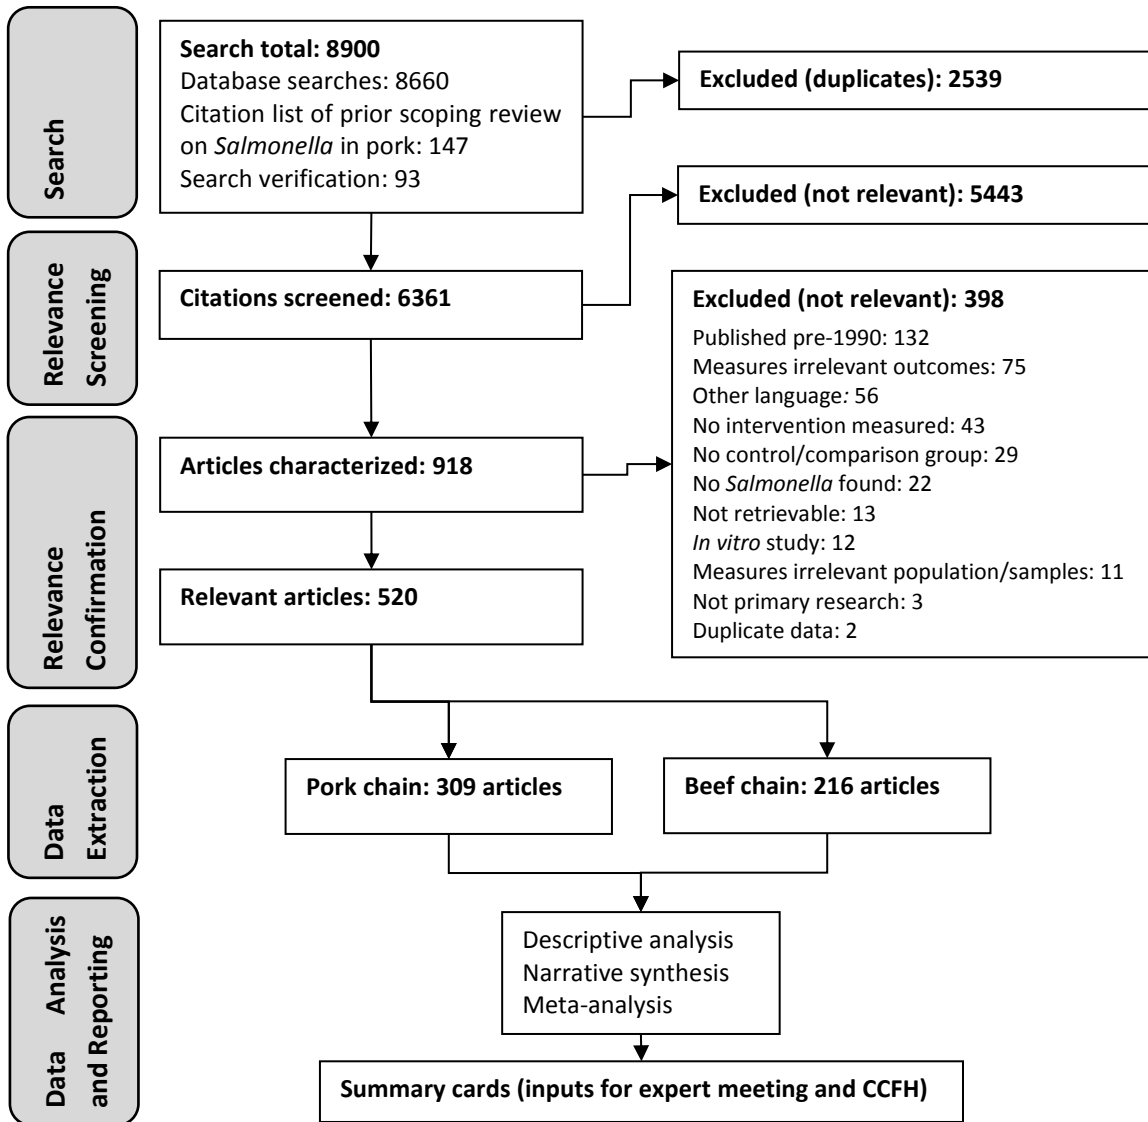 Search
Search total: 8900
Database searches: 8660
Citation list of prior scoping review
on Salmonella in pork: 147
Search verification: 93
Excluded (duplicates): 2539
Excluded (not relevant): 5443
Relevance
Screening
Citations screened: 6361
Excluded (not relevant): 398
Published pre-1990: 132
Measures irrelevant outcomes: 75
Other language: 56
No intervention measured: 43
No control/comparison group: 29
No Salmonella found: 22
Not retrievable: 13
In vitro study: 12
Measures irrelevant population/samples: 11
Not primary research: 3
Duplicate data: 2
Relevance
Confirmation
Articles characterized: 918
Relevant articles: 520
Data
Extraction
Pork chain: 309 articles
Beef chain: 216 articles
Data Analysis
and Reporting
Descriptive analysis
Narrative synthesis
Meta-analysis
Summary cards (inputs for expert meeting and CCFH)